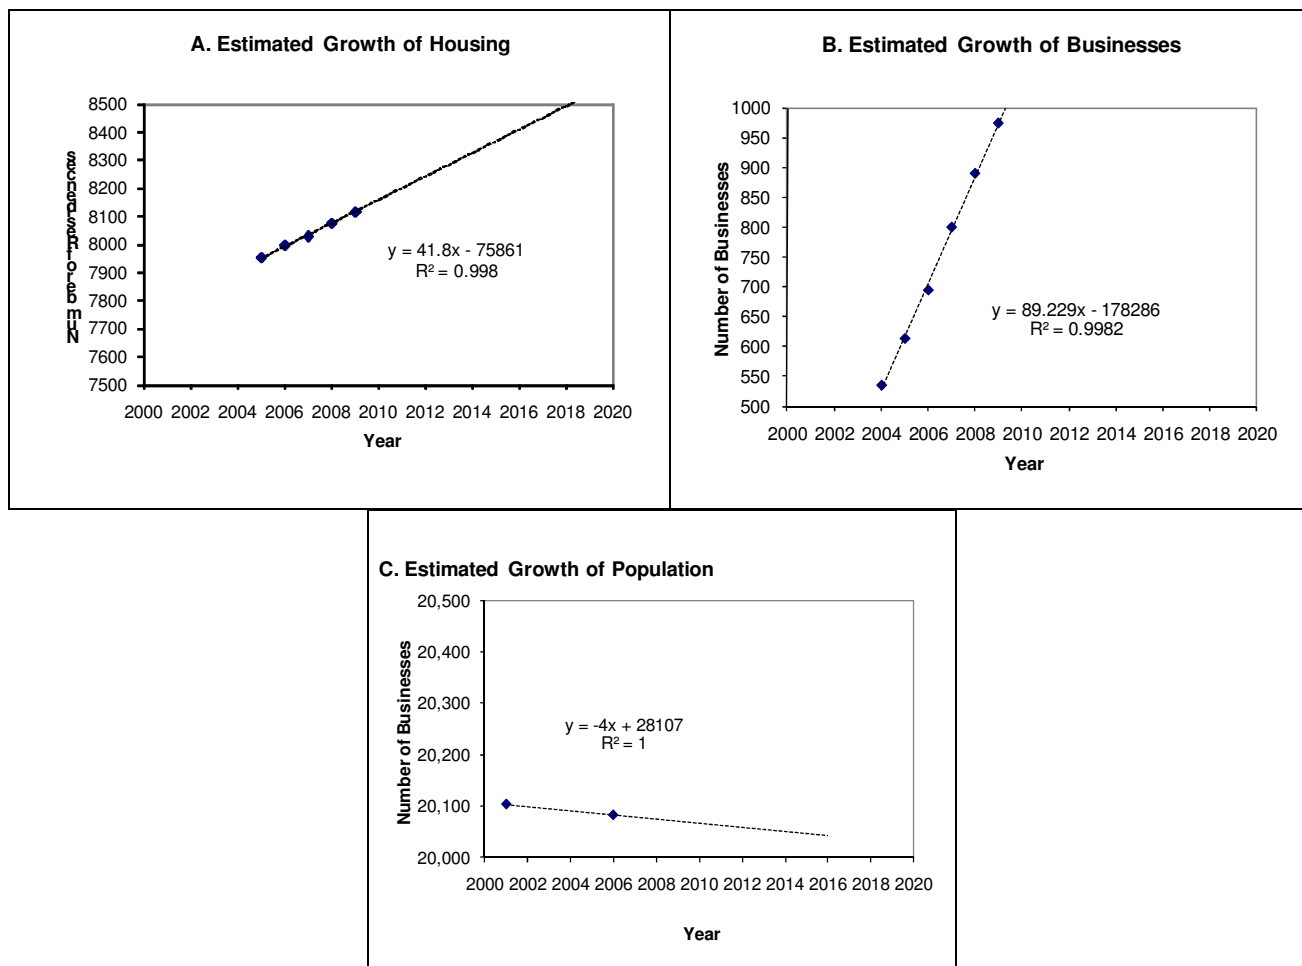 A. Estimated Growth of Housing
8500
8400
8300
8200
8100
8000
7900
7800
7700
7600
7500
Number of Residences
y = 41.8x - 75861
R² = 0.998
2000 2002 2004 2006 2008 2010 2012 2014 2016 2018 2020
Year
B. Estimated Growth of Businesses
1000
950
900
850
800
750
700
650
600
550
500
Number of Businesses
y = 89.229x - 178286
R² = 0.9982
2000 2002 2004 2006 2008 2010 2012 2014 2016 2018 2020
Year
C. Estimated Growth of Population
20,500
20,400
20,300
20,200
20,100
20,000
Number of Businesses
y = -4x + 28107
R² = 1
2000 2002 2004 2006 2008 2010 2012 2014 2016 2018 2020
Year